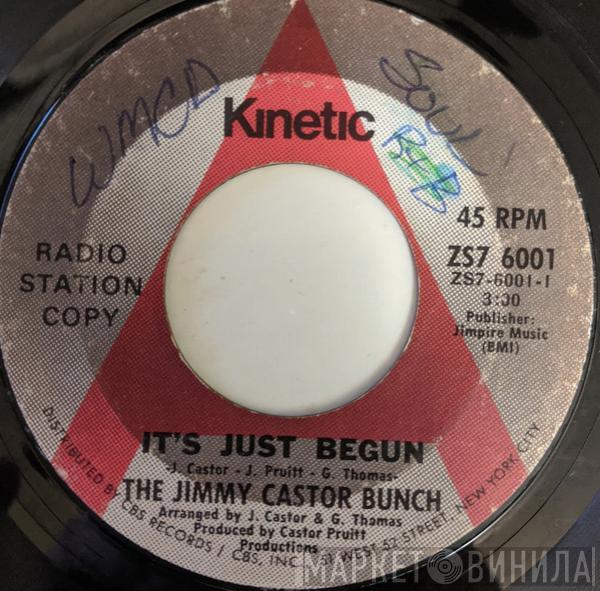 WMCD
SOUL
R&B
Kinetic
45 RPM
RADIO
STATION
COPY
ZS7 6001
ZS7-6001-1
3:30
Publisher:
Jimpire Music
(BMI)
IT'S JUST BEGUN
-J. Castor - J. Pruitt - G. Thomas-
THE JIMMY CASTOR BUNCH
Arranged by J. Castor & G. Thomas
Produced by Castor Pruitt
Productions
DISTRIBUTED BY CBS RECORDS / CBS, INC., 51 WEST 52 STREET, NEW YORK CITY
МАРКЕТ ВИНИЛА